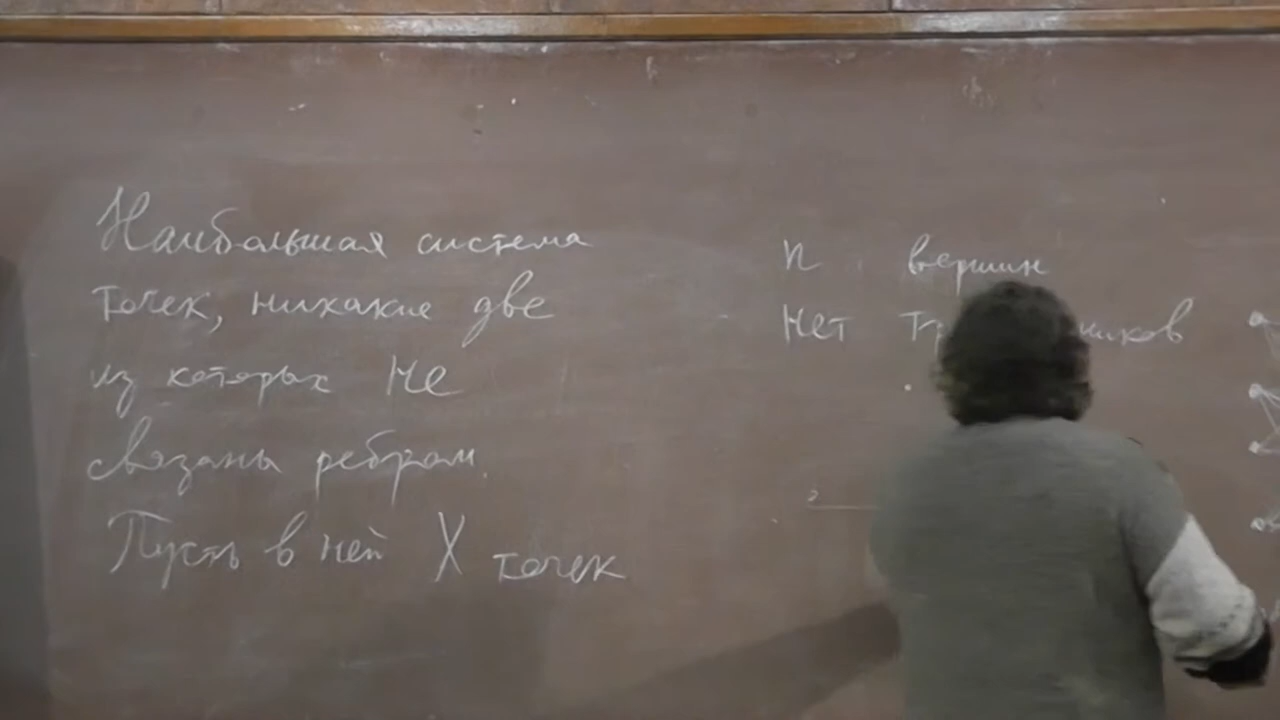 Наибольшая система
точек, никакие две
из которых не
связаны ребром.
Пусть в ней X точек
n вершин
Нет